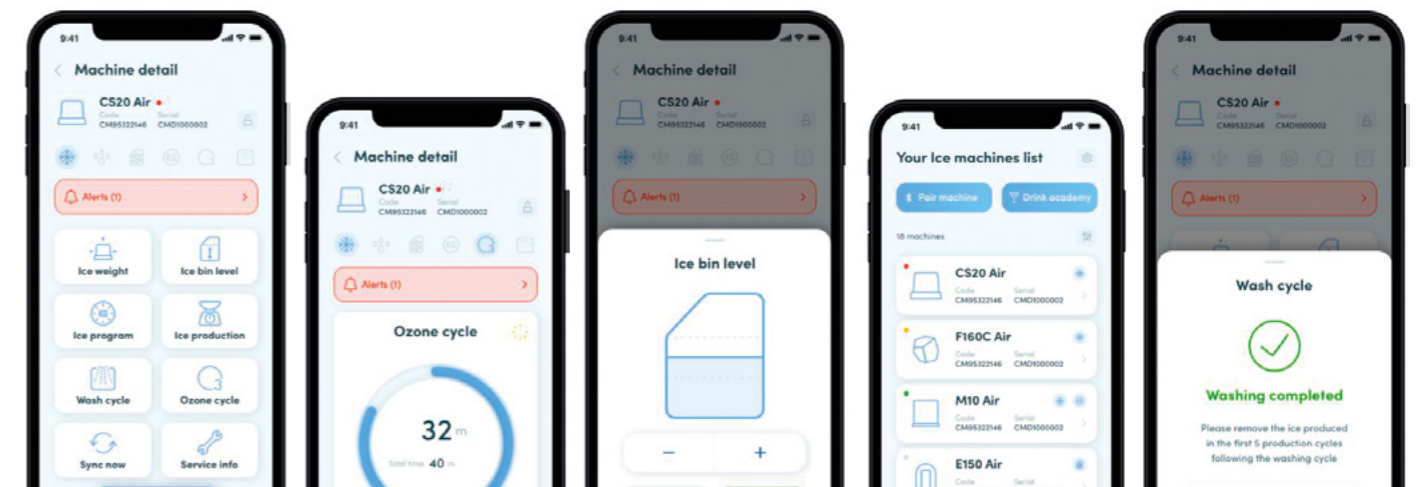 9:41
Machine detail
CS20 Air
Code Serial
CM95322146 CMD1000002
Alerts (1)
Ice weight
Ice bin level
Ice program
Ice production
Wash cycle
Ozone cycle
Sync now
Service info
9:41
Machine detail
CS20 Air
Code Serial
CM95322146 CMD1000002
Alerts (1)
Ozone cycle
32 m
Total time 40 m
9:41
Machine detail
CS20 Air
Code Serial
CM95322146 CMD1000002
Alerts (1)
Ice bin level
- +
9:41
Your Ice machines list
Pair machine
Drink academy
18 machines
CS20 Air
Code Serial
CM95322146 CMD1000002
F160C Air
Code Serial
CM95322146 CMD1000002
M10 Air
Code Serial
CM95322146 CMD1000002
E150 Air
Code Serial
9:41
Machine detail
CS20 Air
Code Serial
CM95322146 CMD1000002
Alerts (1)
Wash cycle
Washing completed
Please remove the ice produced
in the first 5 production cycles
following the washing cycle